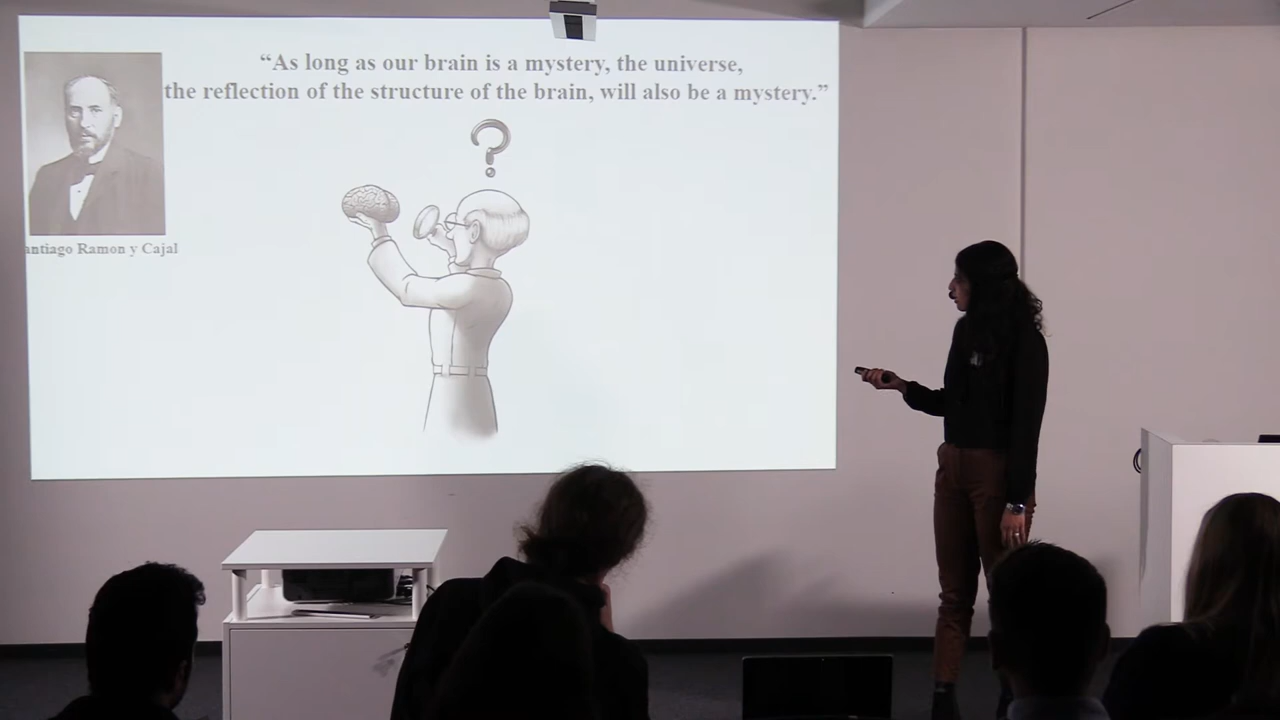 “As long as our brain is a mystery, the universe,
the reflection of the structure of the brain, will also be a mystery.”
?
antiago Ramon y Cajal